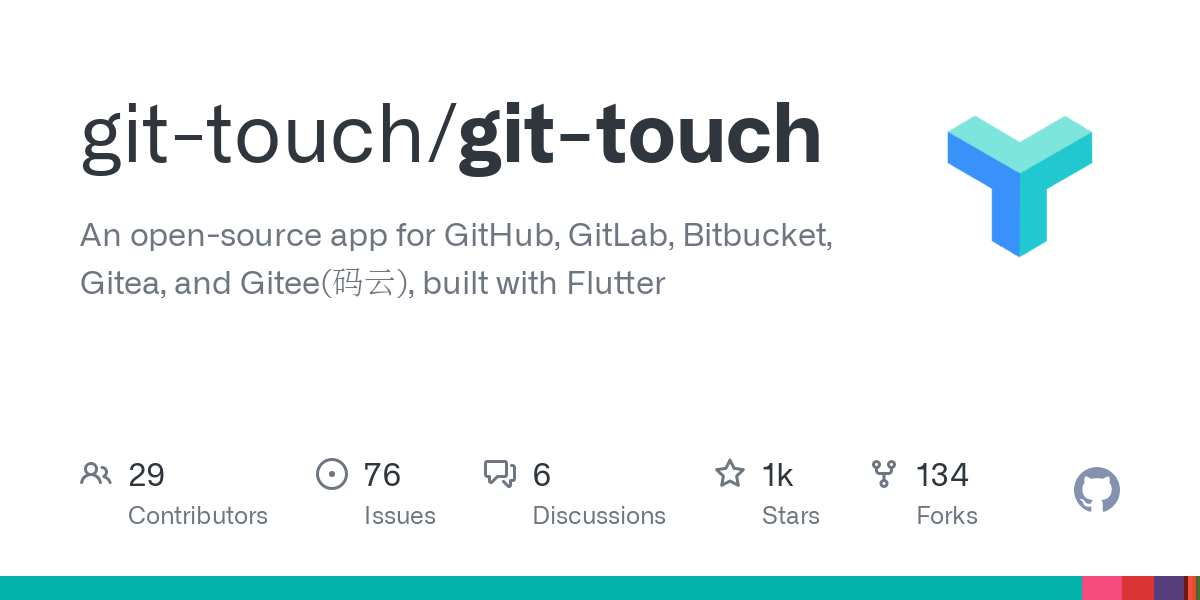 git-touch/git-touch
An open-source app for GitHub, GitLab, Bitbucket,
Gitea, and Gitee(码云), built with Flutter
29 76 6 1k 134
Contributors Issues Discussions Stars Forks